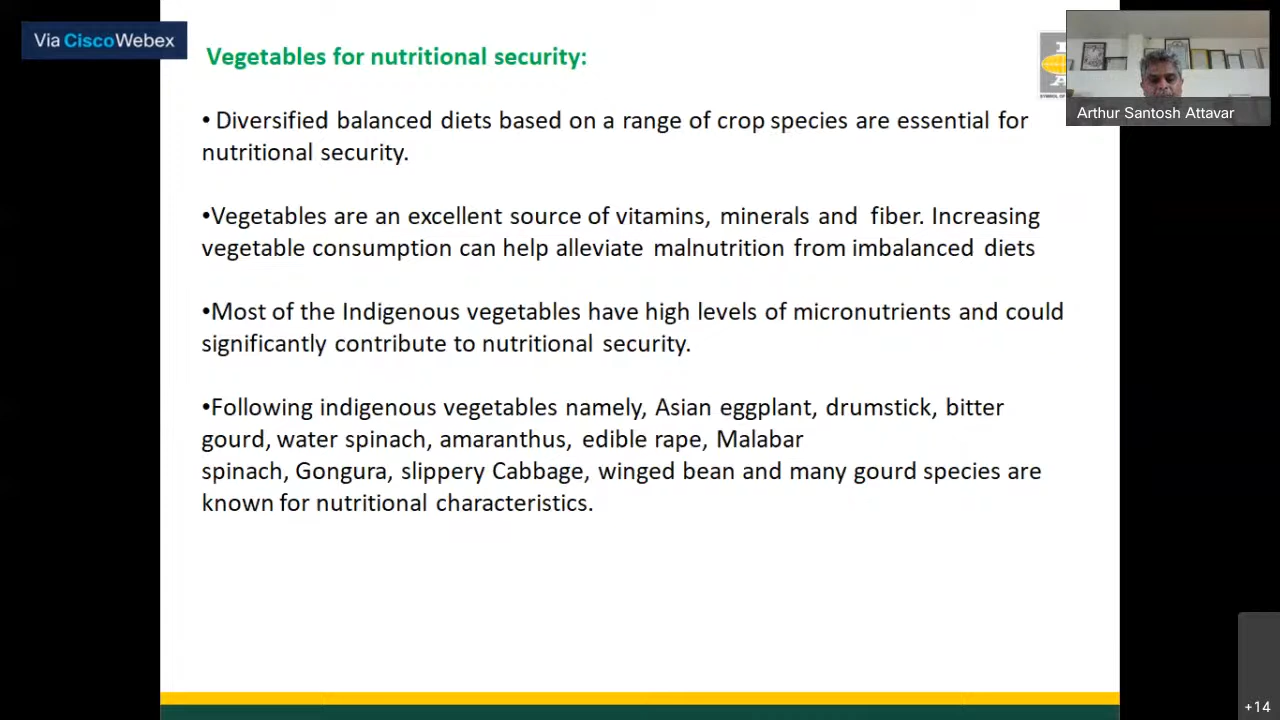 Via CiscoWebex
Vegetables for nutritional security:
Arthur Santosh Attavar
• Diversified balanced diets based on a range of crop species are essential for
nutritional security.
•Vegetables are an excellent source of vitamins, minerals and fiber. Increasing
vegetable consumption can help alleviate malnutrition from imbalanced diets
•Most of the Indigenous vegetables have high levels of micronutrients and could
significantly contribute to nutritional security.
•Following indigenous vegetables namely, Asian eggplant, drumstick, bitter
gourd, water spinach, amaranthus, edible rape, Malabar
spinach, Gongura, slippery Cabbage, winged bean and many gourd species are
known for nutritional characteristics.
+14